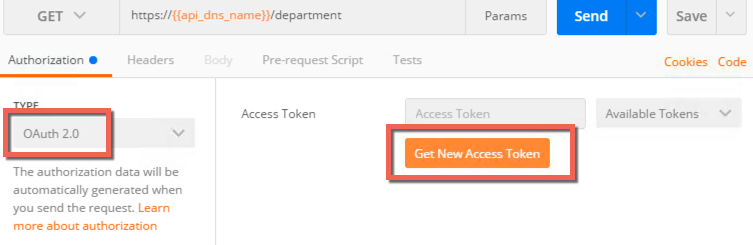 GET https://{{api_dns_name}}/department Params Send Save
Authorization Headers Body Pre-request Script Tests Cookies Code
TYPE
OAuth 2.0
The authorization data will be
automatically generated when
you send the request. Learn
more about authorization
Access Token Access Token Available Tokens
Get New Access Token